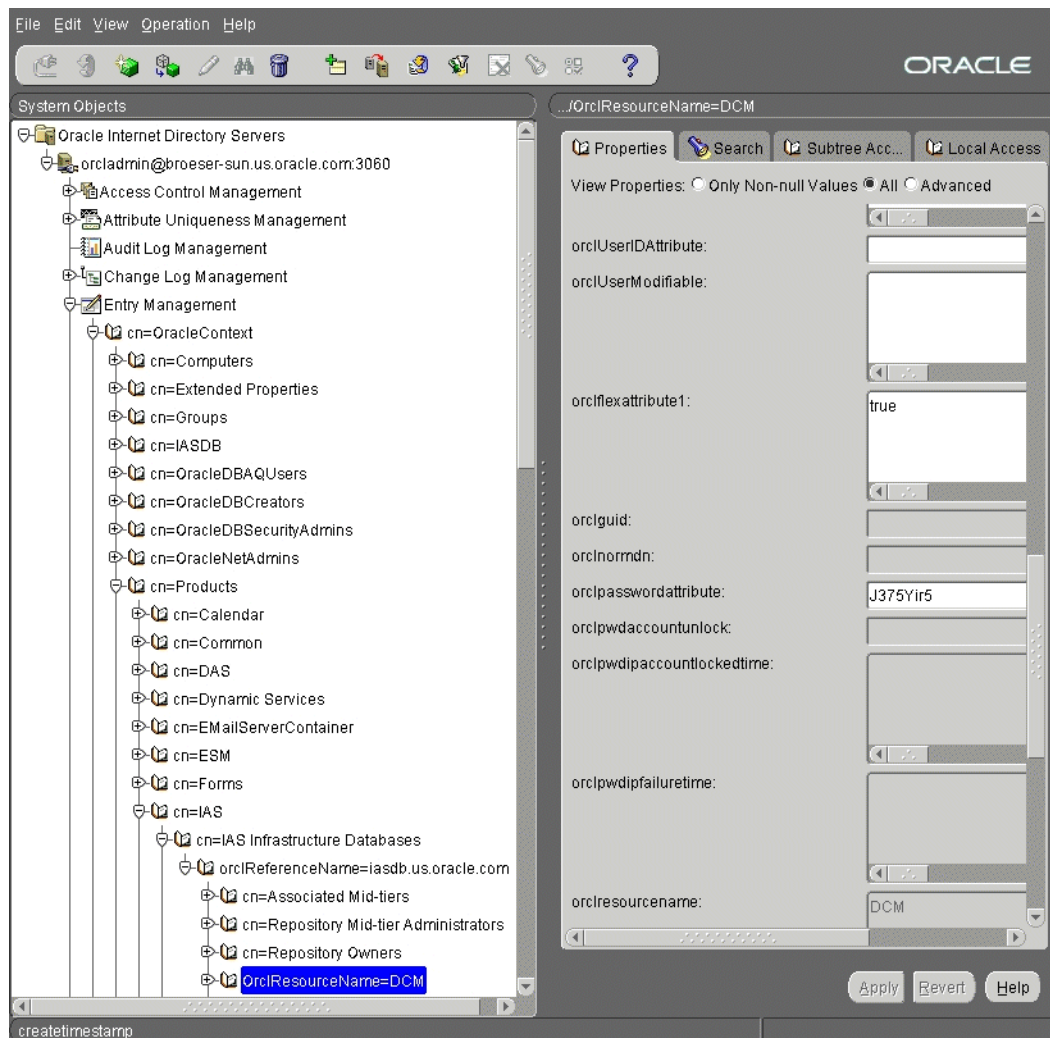 File Edit View Operation Help
ORACLE
System Objects
Oracle Internet Directory Servers
orcladmin@broeser-sun.us.oracle.com:3060
Access Control Management
Attribute Uniqueness Management
Audit Log Management
Change Log Management
Entry Management
cn=OracleContext
cn=Computers
cn=Extended Properties
cn=Groups
cn=IASDB
cn=OracleDBAQUsers
cn=OracleDBCreators
cn=OracleDBSecurityAdmins
cn=OracleNetAdmins
cn=Products
cn=Calendar
cn=Common
cn=DAS
cn=Dynamic Services
cn=EMailServerContainer
cn=ESM
cn=Forms
cn=IAS
cn=IAS Infrastructure Databases
orclReferenceName=iasdb.us.oracle.com
cn=Associated Mid-tiers
cn=Repository Mid-tier Administrators
cn=Repository Owners
OrclResourceName=DCM
createtimestamp
.../OrclResourceName=DCM
Properties Search Subtree Acc... Local Access
View Properties: Only Non-null Values All Advanced
orclUserIDAttribute:
orclUserModifiable:
orclflexattribute1: true
orclguid:
orclnormdn:
orclpasswordattribute: J375Yir5
orclpwdaccountunlock:
orclpwdipaccountlockedtime:
orclpwdipfailuretime:
orclresourcename: DCM
Apply Revert Help